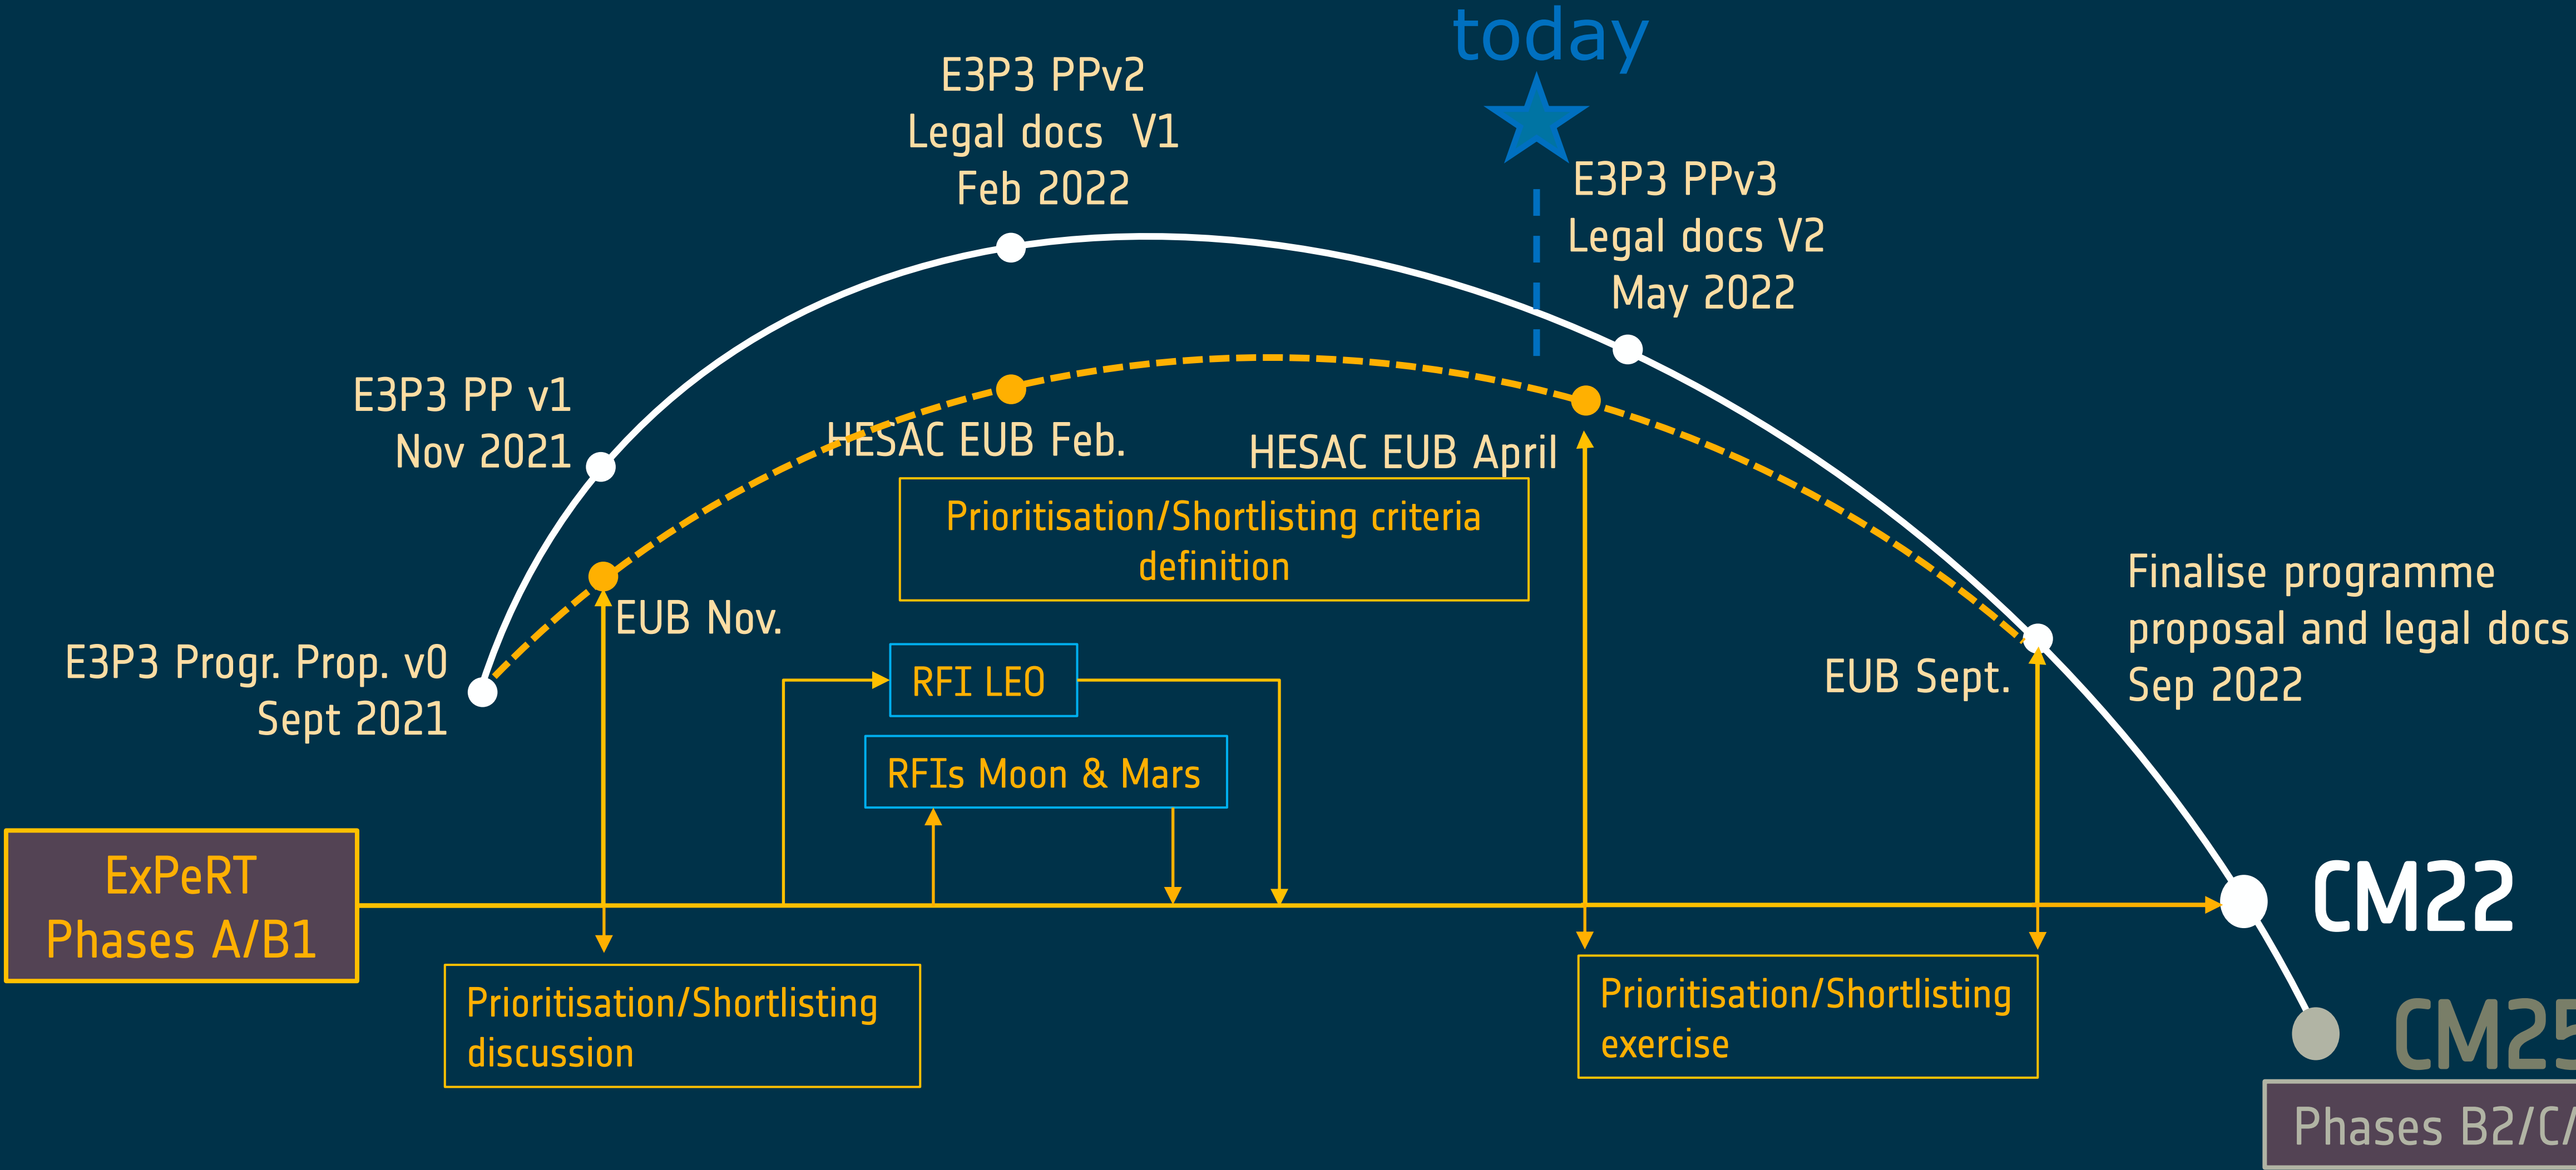 today
E3P3 PPv2
Legal docs V1
Feb 2022
E3P3 PPv3
Legal docs V2
May 2022
E3P3 PP v1
Nov 2021
HESAC EUB Feb.
HESAC EUB April
Prioritisation/Shortlisting criteria
definition
EUB Nov.
E3P3 Progr. Prop. v0
Sept 2021
RFI LEO
RFIs Moon & Mars
EUB Sept.
Finalise programme
proposal and legal docs
Sep 2022
ExPeRT
Phases A/B1
CM22
Prioritisation/Shortlisting
discussion
Prioritisation/Shortlisting
exercise
CM25
Phases B2/C/